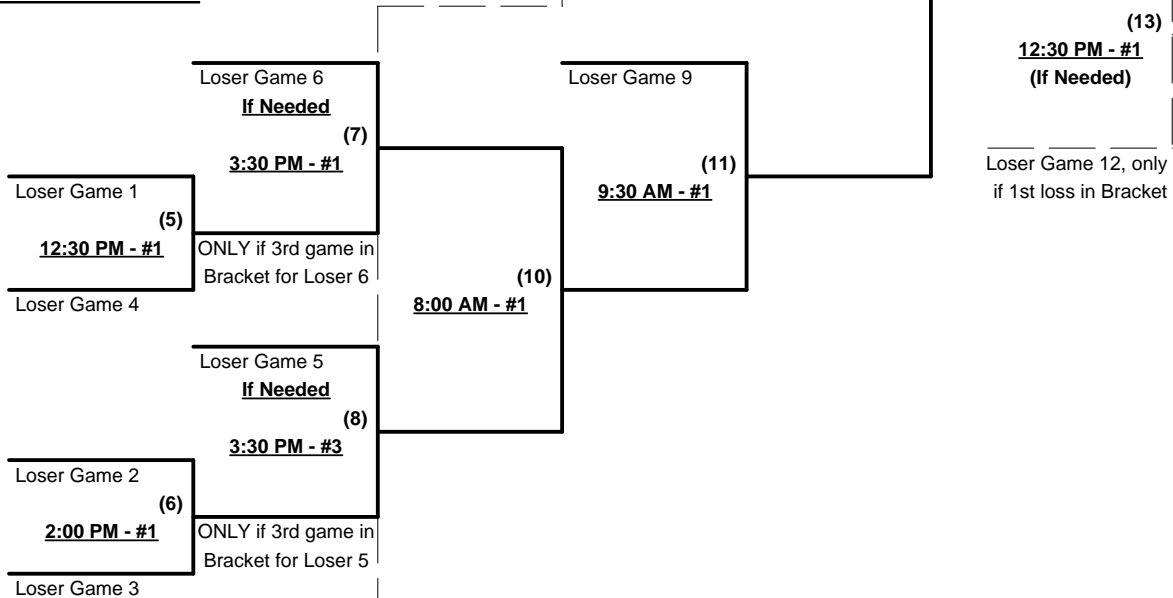 (13)
12:30 PM - #1
(If Needed)
Loser Game 12, only
if 1st loss in Bracket
Loser Game 6
If Needed
(7)
3:30 PM - #1
Loser Game 9
(11)
9:30 AM - #1
Loser Game 1
(5)
12:30 PM - #1
Loser Game 4
ONLY if 3rd game in
Bracket for Loser 6
(10)
8:00 AM - #1
Loser Game 5
If Needed
(8)
3:30 PM - #3
Loser Game 2
(6)
2:00 PM - #1
Loser Game 3
ONLY if 3rd game in
Bracket for Loser 5